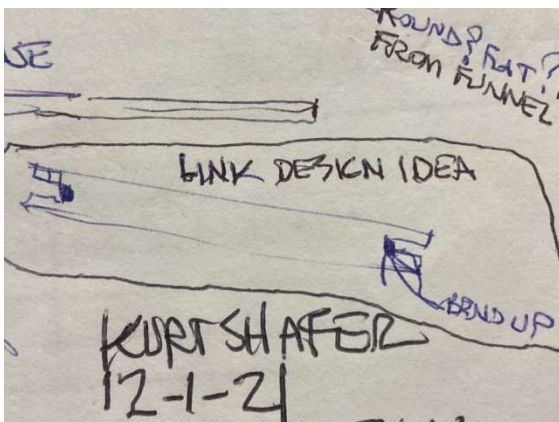 ROUND? FLAT?
FROM FUNNEL
LINK DESIGN IDEA
BEND UP
KURT SHAFER
12-1-21